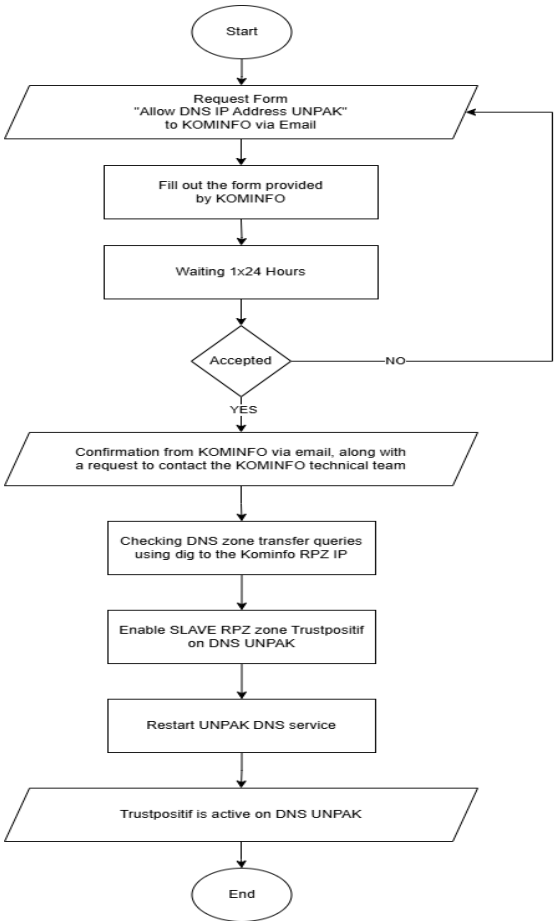 Start
Request Form
"Allow DNS IP Address UNPAK"
to KOMINFO via Email
Fill out the form provided
by KOMINFO
Waiting 1x24 Hours
Accepted
NO
YES
Confirmation from KOMINFO via email, along with
a request to contact the KOMINFO technical team
Checking DNS zone transfer queries
using dig to the Kominfo RPZ IP
Enable SLAVE RPZ zone Trustpositif
on DNS UNPAK
Restart UNPAK DNS service
Trustpositif is active on DNS UNPAK
End